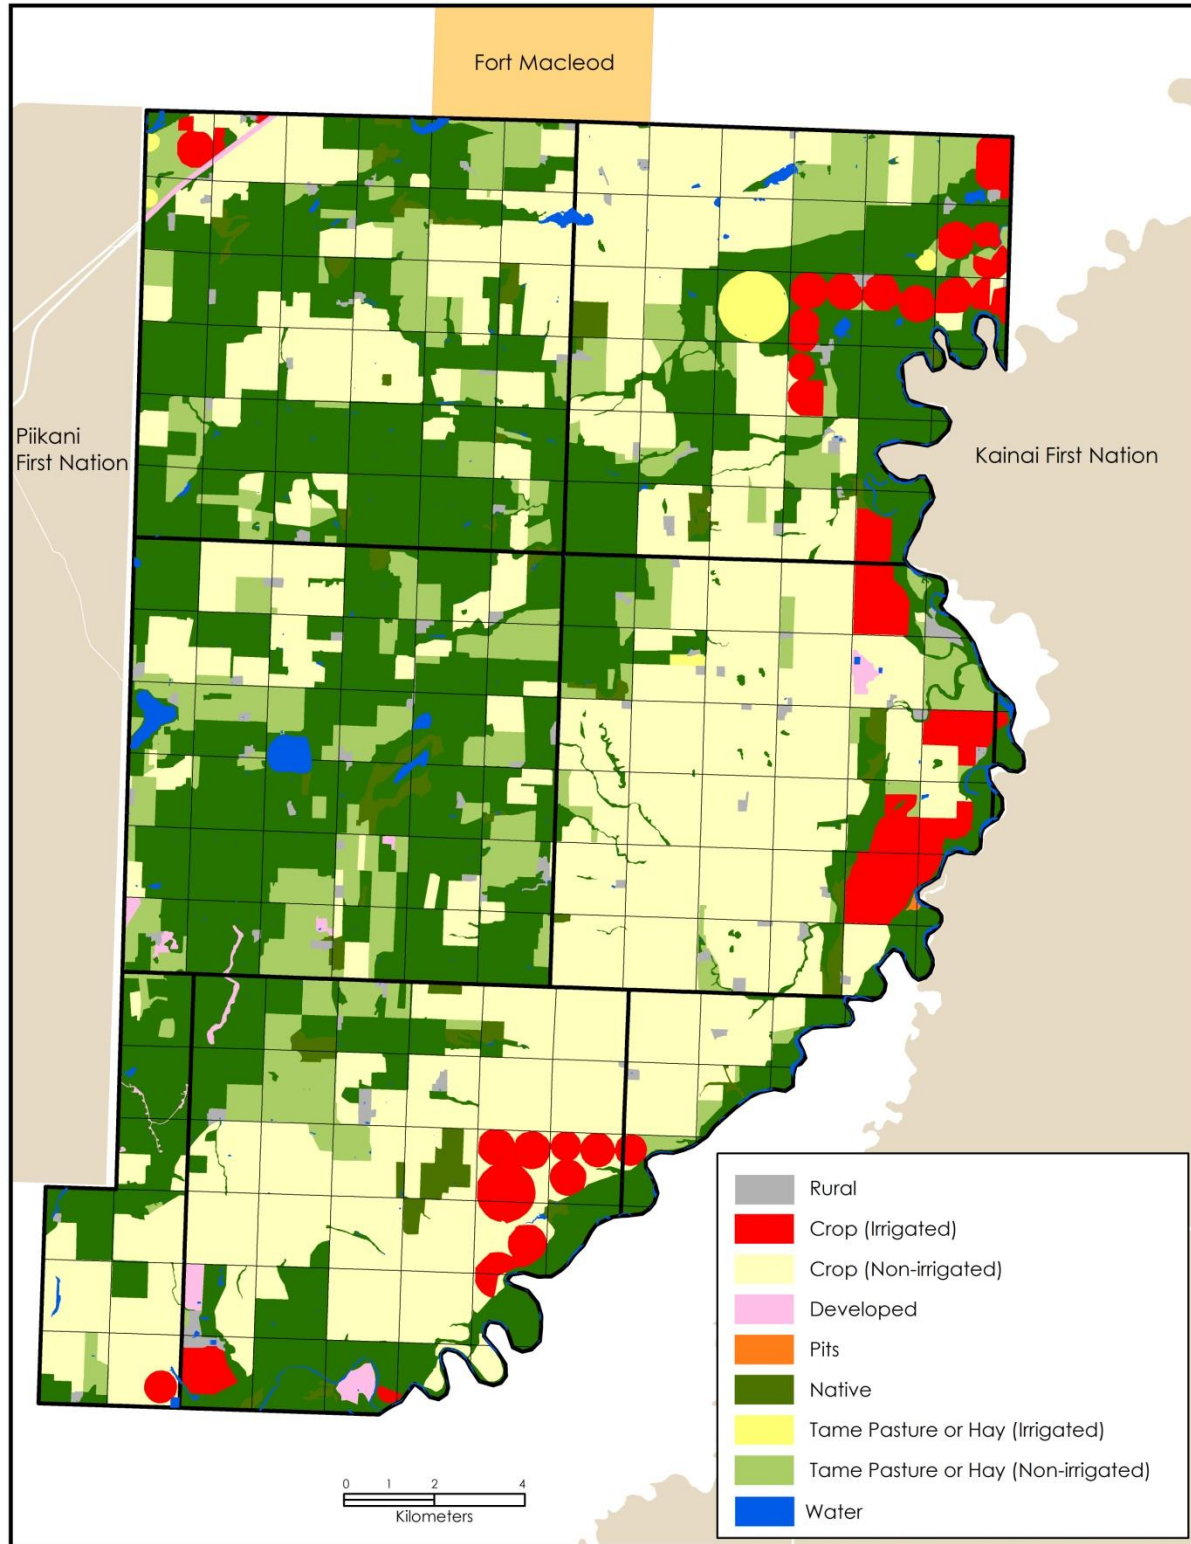 Fort Macleod
Piikani
First Nation
Kainai First Nation
Rural
Crop (Irrigated)
Crop (Non-irrigated)
Developed
Pits
Native
Tame Pasture or Hay (Irrigated)
Tame Pasture or Hay (Non-irrigated)
Water
0 1 2 4
Kilometers